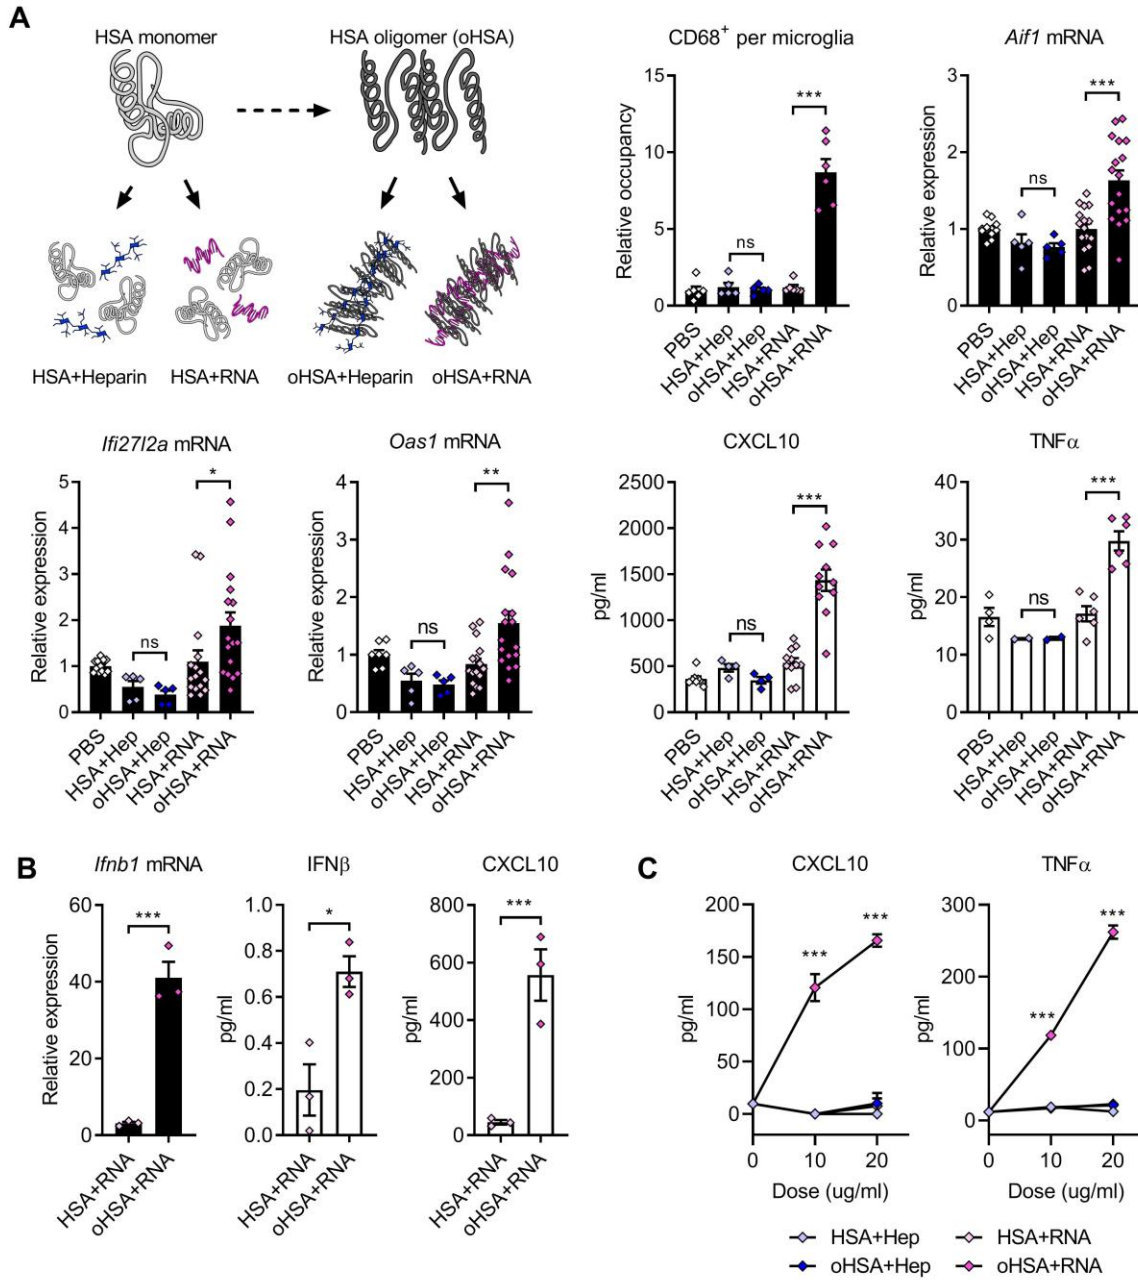 A
HSA monomer
HSA oligomer (oHSA)
HSA+Heparin
HSA+RNA
oHSA+Heparin
oHSA+RNA
CD68+ per microglia
Relative occupancy
15
10
5
0
***
ns
PBS
HSA+Hep
oHSA+Hep
HSA+RNA
oHSA+RNA
Aif1 mRNA
Relative expression
3
2
1
0
***
ns
PBS
HSA+Hep
oHSA+Hep
HSA+RNA
oHSA+RNA
Ifi27l2a mRNA
Relative expression
5
4
3
2
1
0
*
ns
PBS
HSA+Hep
oHSA+Hep
HSA+RNA
oHSA+RNA
Oas1 mRNA
Relative expression
4
3
2
1
0
**
ns
PBS
HSA+Hep
oHSA+Hep
HSA+RNA
oHSA+RNA
CXCL10
pg/ml
2500
2000
1500
1000
500
0
***
ns
PBS
HSA+Hep
oHSA+Hep
HSA+RNA
oHSA+RNA
TNFα
pg/ml
40
30
20
10
0
***
ns
PBS
HSA+Hep
oHSA+Hep
HSA+RNA
oHSA+RNA
B
Ifnb1 mRNA
Relative expression
60
40
20
0
***
HSA+RNA
oHSA+RNA
IFNβ
pg/ml
1.0
0.8
0.6
0.4
0.2
0.0
*
HSA+RNA
oHSA+RNA
CXCL10
pg/ml
800
600
400
200
0
***
HSA+RNA
oHSA+RNA
C
CXCL10
pg/ml
200
150
100
50
0
***
***
0 10 20
Dose (ug/ml)
TNFα
pg/ml
300
200
100
0
***
***
0 10 20
Dose (ug/ml)
HSA+Hep
HSA+RNA
oHSA+Hep
oHSA+RNA